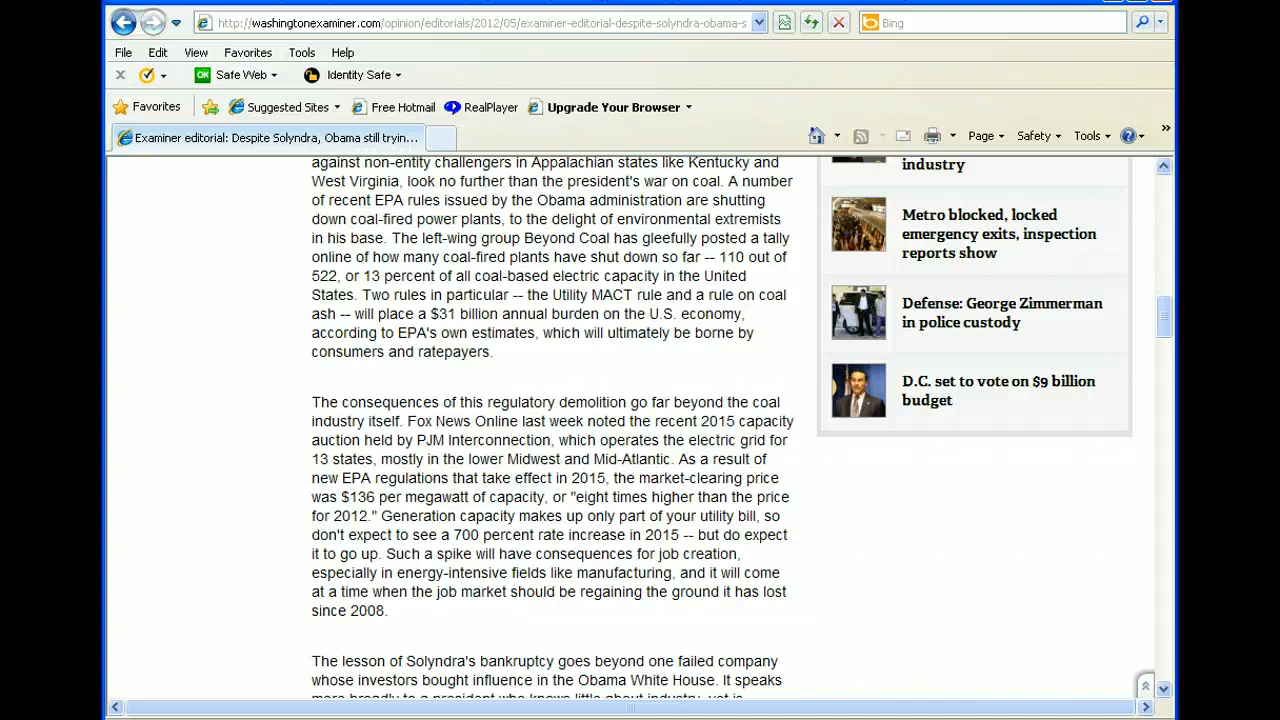 http://washingtonexaminer.com/opinion/editorials/2012/05/examiner-editorial-despite-solyndra-obama-s
Bing
File Edit View Favorites Tools Help
x OK Safe Web Identity Safe
Favorites Suggested Sites Free Hotmail RealPlayer Upgrade Your Browser
Examiner editorial: Despite Solyndra, Obama still tryin... Page Safety Tools
against non-entity challengers in Appalachian states like Kentucky and
West Virginia, look no further than the president's war on coal. A number
of recent EPA rules issued by the Obama administration are shutting
down coal-fired power plants, to the delight of environmental extremists
in his base. The left-wing group Beyond Coal has gleefully posted a tally
online of how many coal-fired plants have shut down so far -- 110 out of
522, or 13 percent of all coal-based electric capacity in the United
States. Two rules in particular -- the Utility MACT rule and a rule on coal
ash -- will place a $31 billion annual burden on the U.S. economy,
according to EPA's own estimates, which will ultimately be borne by
consumers and ratepayers.
The consequences of this regulatory demolition go far beyond the coal
industry itself. Fox News Online last week noted the recent 2015 capacity
auction held by PJM Interconnection, which operates the electric grid for
13 states, mostly in the lower Midwest and Mid-Atlantic. As a result of
new EPA regulations that take effect in 2015, the market-clearing price
was $136 per megawatt of capacity, or "eight times higher than the price
for 2012." Generation capacity makes up only part of your utility bill, so
don't expect to see a 700 percent rate increase in 2015 -- but do expect
it to go up. Such a spike will have consequences for job creation,
especially in energy-intensive fields like manufacturing, and it will come
at a time when the job market should be regaining the ground it has lost
since 2008.
The lesson of Solyndra's bankruptcy goes beyond one failed company
whose investors bought influence in the Obama White House. It speaks
more broadly to a president who knows little about industry, yet is
industry
Metro blocked, locked
emergency exits, inspection
reports show
Defense: George Zimmerman
in police custody
D.C. set to vote on $9 billion
budget